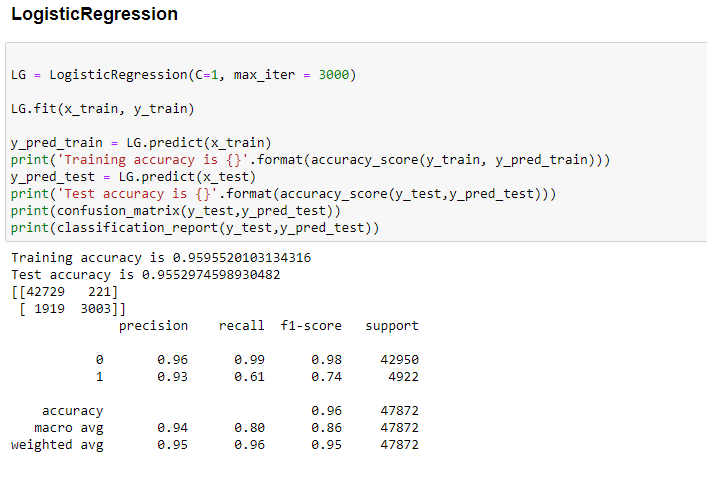 LogisticRegression
LG = LogisticRegression(C=1, max_iter = 3000)
LG.fit(x_train, y_train)
y_pred_train = LG.predict(x_train)
print('Training accuracy is {}'.format(accuracy_score(y_train, y_pred_train)))
y_pred_test = LG.predict(x_test)
print('Test accuracy is {}'.format(accuracy_score(y_test,y_pred_test)))
print(confusion_matrix(y_test,y_pred_test))
print(classification_report(y_test,y_pred_test))
Training accuracy is 0.9595520103134316
Test accuracy is 0.9552974598930482
[[42729   221]
 [ 1919  3003]]
              precision    recall  f1-score   support
           0       0.96      0.99      0.98     42950
           1       0.93      0.61      0.74      4922
    accuracy                           0.96     47872
   macro avg       0.94      0.80      0.86     47872
weighted avg       0.95      0.96      0.95     47872